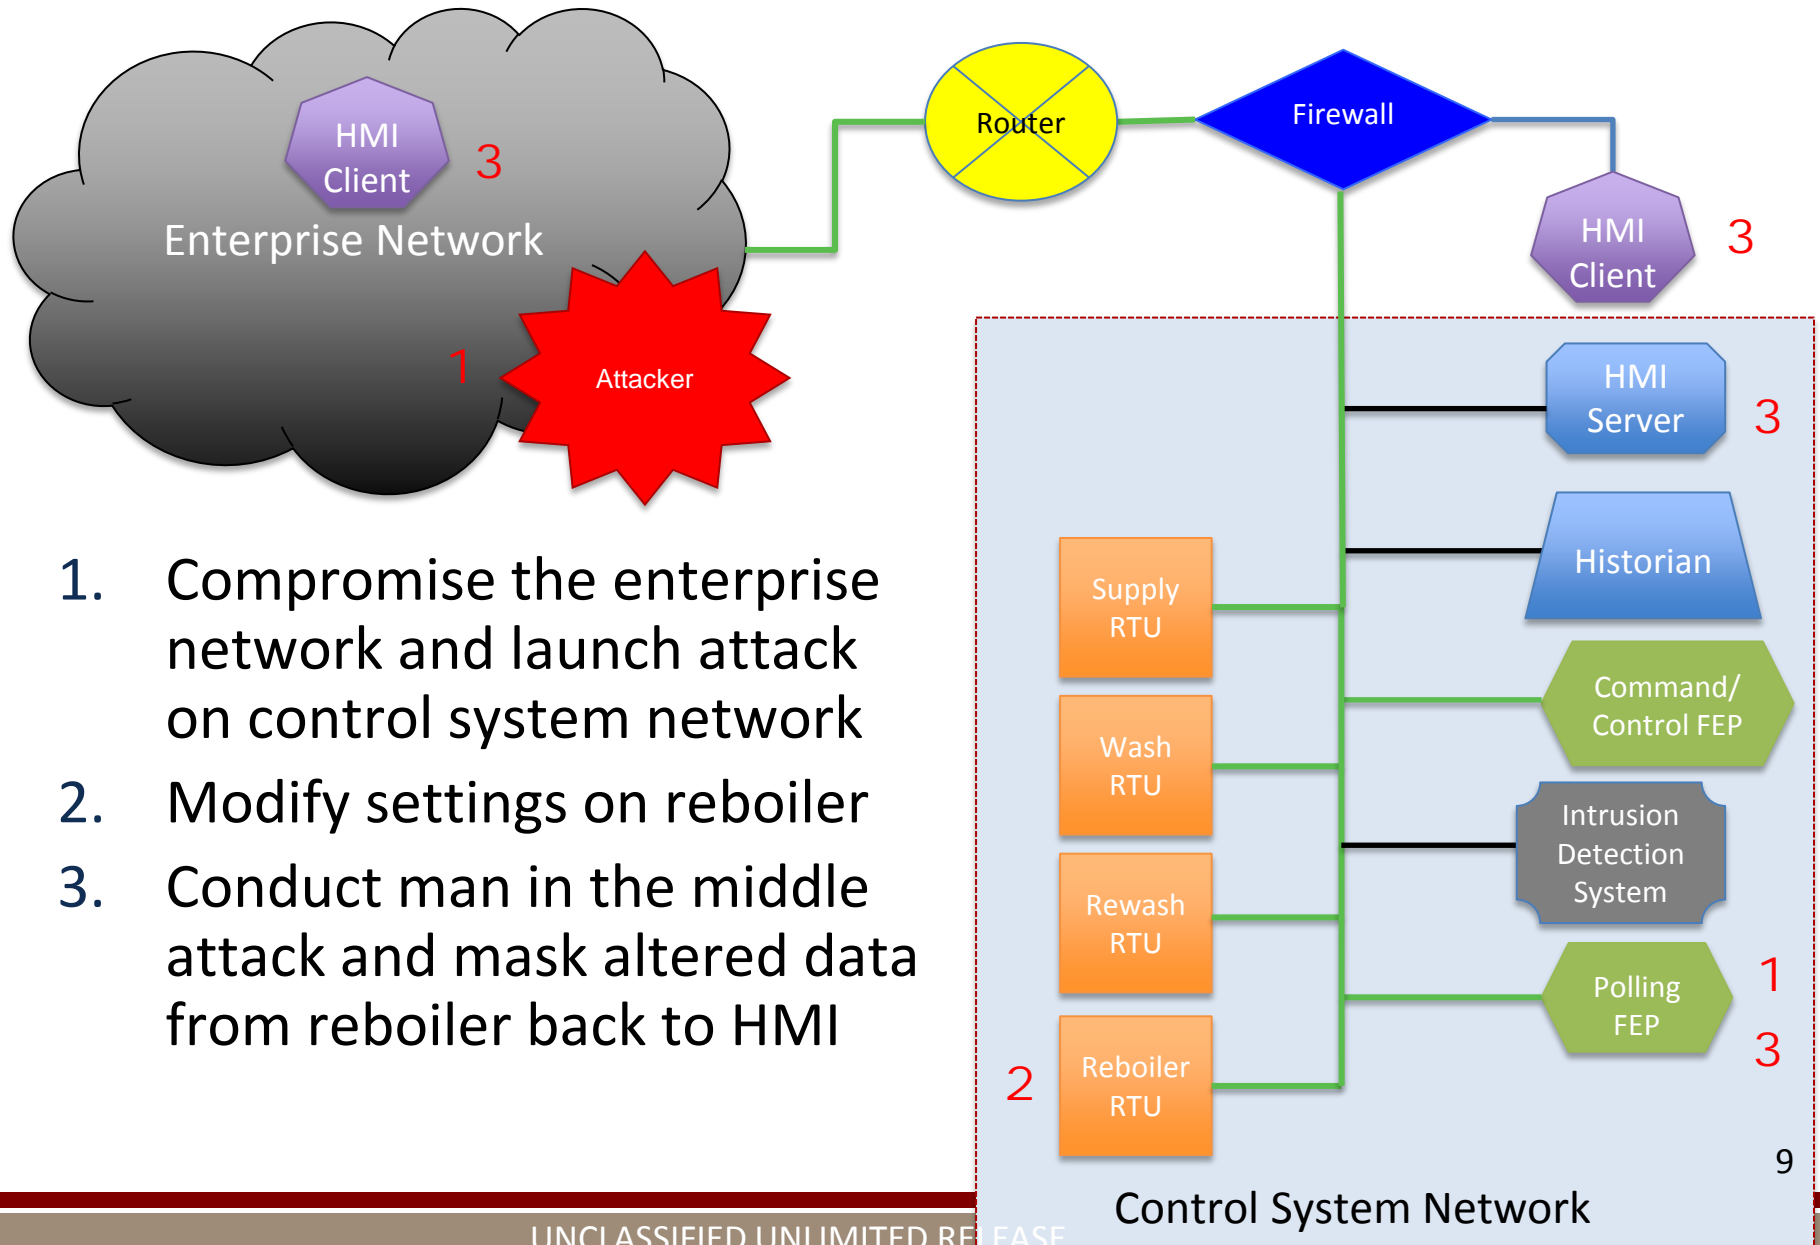 HMI
Client
3
Enterprise Network
1
Attacker
Router
Firewall
HMI
Client
3
HMI
Server
3
Historian
Supply
RTU
Command/
Control FEP
Wash
RTU
Intrusion
Detection
System
Rewash
RTU
Polling
FEP
1
3
Reboiler
RTU
2
1. Compromise the enterprise
network and launch attack
on control system network
2. Modify settings on reboiler
3. Conduct man in the middle
attack and mask altered data
from reboiler back to HMI
9
Control System Network
UNCLASSIFIED UNLIMITED RELEASE